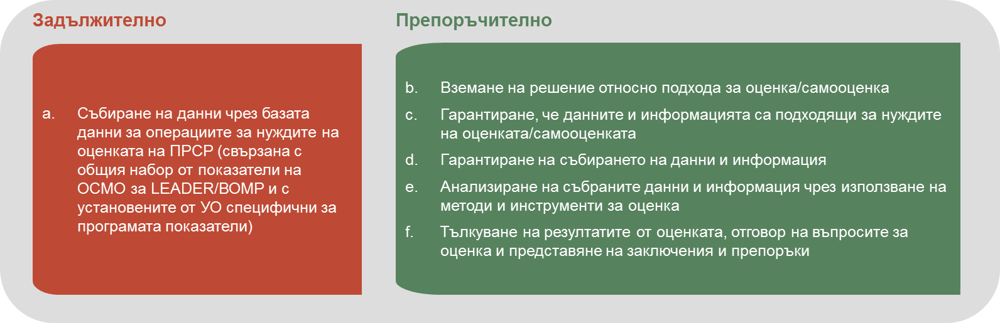 Задължително
a. Събиране на данни чрез базата
данни за операциите за нуждите на
оценката на ПРСР (свързана с
общия набор от показатели на
ОСМО за LEADER/ВОМР и с
установените от УО специфични за
програмата показатели)
Препоръчително
b. Вземане на решение относно подхода за оценка/самооценка
c. Гарантиране, че данните и информацията са подходящи за нуждите
на оценката/самооценката
d. Гарантиране на събирането на данни и информация
e. Анализиране на събраните данни и информация чрез използване на
методи и инструменти за оценка
f. Тълкуване на резултатите от оценката, отговор на въпросите за
оценка и представяне на заключения и препоръки